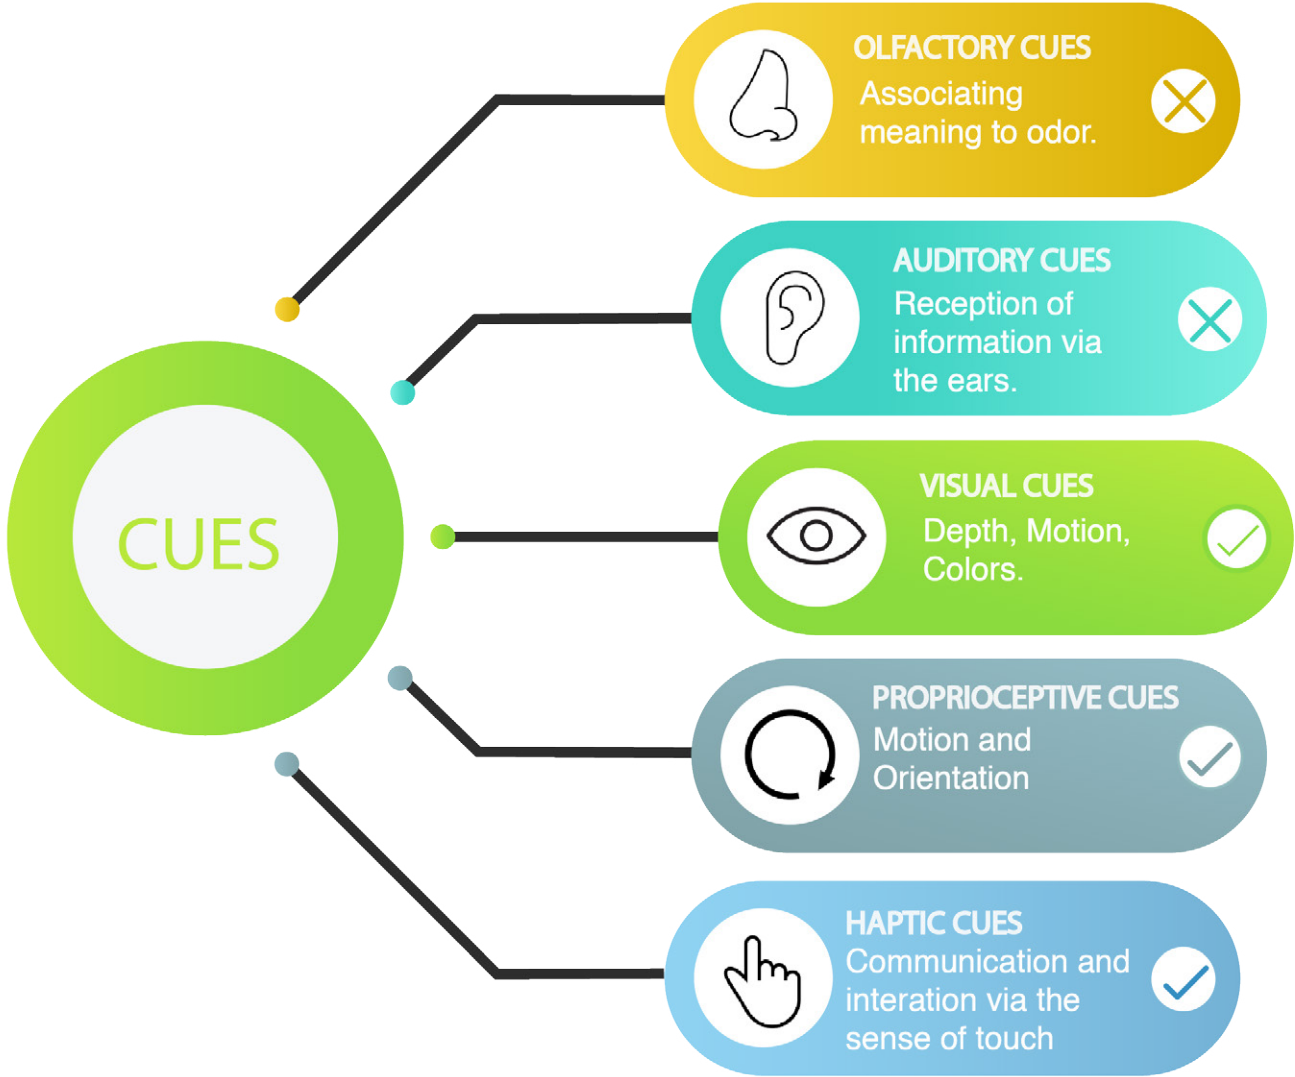 CUES
OLFACTORY CUES
Associating
meaning to odor.
AUDITORY CUES
Reception of
information via
the ears.
VISUAL CUES
Depth, Motion,
Colors.
PROPRIOCEPTIVE CUES
Motion and
Orientation
HAPTIC CUES
Communication and
interation via the
sense of touch